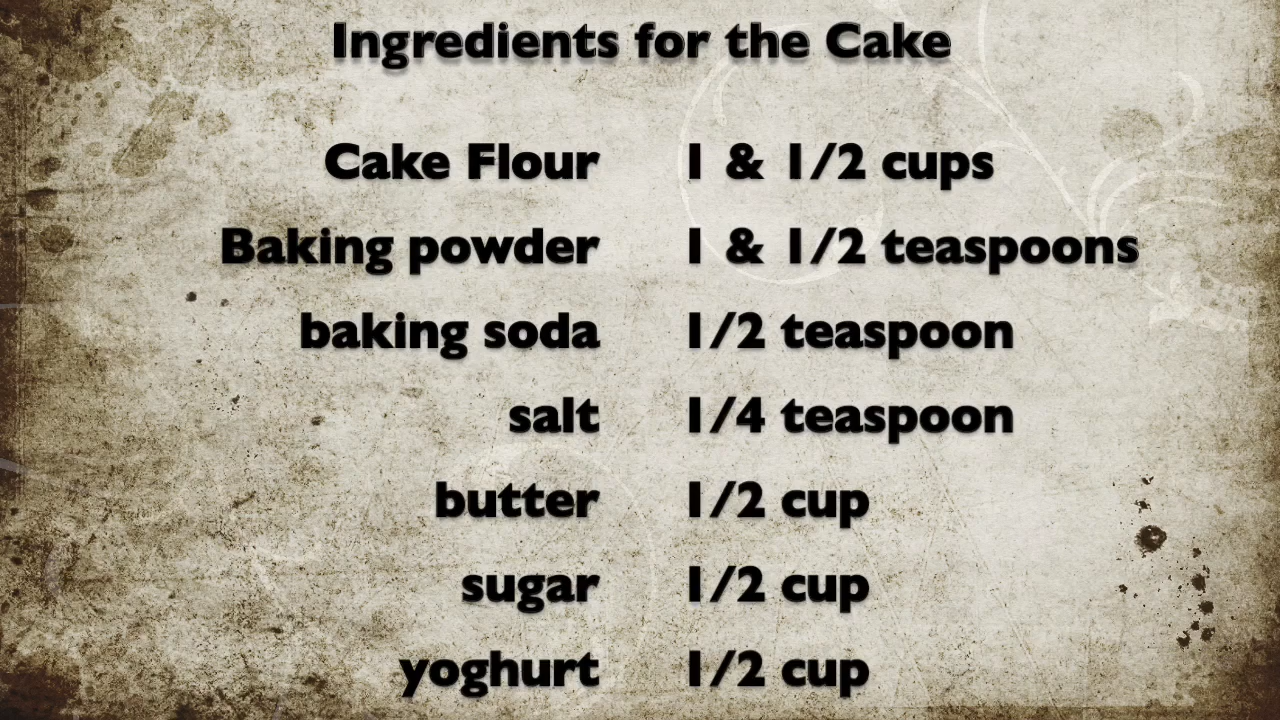 Ingredients for the Cake
Cake Flour 1 & 1/2 cups
Baking powder 1 & 1/2 teaspoons
baking soda 1/2 teaspoon
salt 1/4 teaspoon
butter 1/2 cup
sugar 1/2 cup
yoghurt 1/2 cup